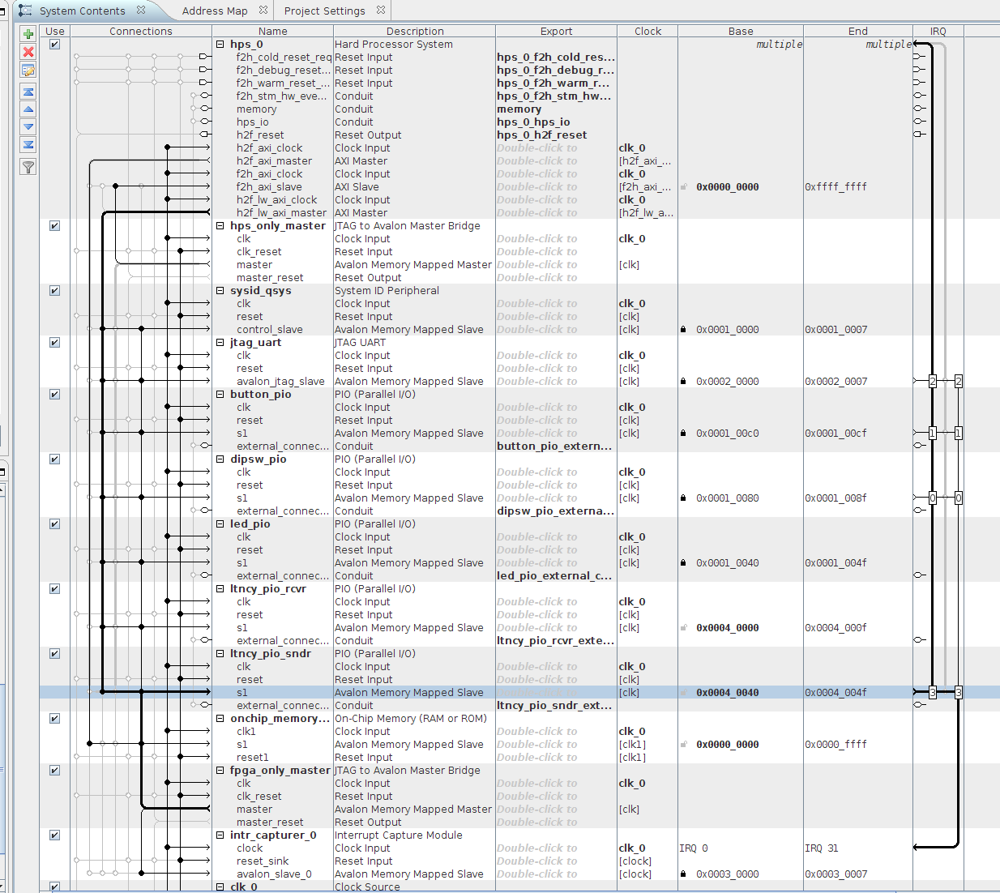 System Contents Address Map Project Settings
Use Connections Name Description Export Clock Base End IRQ
hps_0 Hard Processor System multiple multiple
f2h_cold_reset_req Reset Input hps_0_f2h_cold_res...
f2h_debug_reset... Reset Input hps_0_f2h_debug_r...
f2h_warm_reset_... Reset Input hps_0_f2h_warm_r...
f2h_stm_hw_eve... Conduit hps_0_f2h_stm_hw...
memory Conduit memory
hps_io Conduit hps_0_hps_io
h2f_reset Reset Output hps_0_h2f_reset
h2f_axi_clock Clock Input Double-click to clk_0
h2f_axi_master AXI Master Double-click to [h2f_axi_...
f2h_axi_clock Clock Input Double-click to clk_0
f2h_axi_slave AXI Slave Double-click to [f2h_axi_... 0x0000_0000 0xffff_ffff
h2f_lw_axi_clock Clock Input Double-click to clk_0
h2f_lw_axi_master AXI Master Double-click to [h2f_lw_a...
hps_only_master JTAG to Avalon Master Bridge
clk Clock Input Double-click to clk_0
clk_reset Reset Input Double-click to
master Avalon Memory Mapped Master Double-click to [clk]
master_reset Reset Output Double-click to
sysid_qsys System ID Peripheral
clk Clock Input Double-click to clk_0
reset Reset Input Double-click to [clk]
control_slave Avalon Memory Mapped Slave Double-click to [clk] 0x0001_0000 0x0001_0007
jtag_uart JTAG UART
clk Clock Input Double-click to clk_0
reset Reset Input Double-click to [clk]
avalon_jtag_slave Avalon Memory Mapped Slave Double-click to [clk] 0x0002_0000 0x0002_0007 2 2
button_pio PIO (Parallel I/O)
clk Clock Input Double-click to clk_0
reset Reset Input Double-click to [clk]
s1 Avalon Memory Mapped Slave Double-click to [clk] 0x0001_00c0 0x0001_00cf 1 1
external_connec... Conduit button_pio_extern...
dipsw_pio PIO (Parallel I/O)
clk Clock Input Double-click to clk_0
reset Reset Input Double-click to [clk]
s1 Avalon Memory Mapped Slave Double-click to [clk] 0x0001_0080 0x0001_008f 0 0
external_connec... Conduit dipsw_pio_externa...
led_pio PIO (Parallel I/O)
clk Clock Input Double-click to clk_0
reset Reset Input Double-click to [clk]
s1 Avalon Memory Mapped Slave Double-click to [clk] 0x0001_0040 0x0001_004f
external_connec... Conduit led_pio_external_c...
ltncy_pio_rcvr PIO (Parallel I/O)
clk Clock Input Double-click to clk_0
reset Reset Input Double-click to [clk]
s1 Avalon Memory Mapped Slave Double-click to [clk] 0x0004_0000 0x0004_000f
external_connec... Conduit ltncy_pio_rcvr_exte...
ltncy_pio_sndr PIO (Parallel I/O)
clk Clock Input Double-click to clk_0
reset Reset Input Double-click to [clk]
s1 Avalon Memory Mapped Slave Double-click to [clk] 0x0004_0040 0x0004_004f 3 3
external_connec... Conduit ltncy_pio_sndr_ext...
onchip_memory... On-Chip Memory (RAM or ROM)
clk1 Clock Input Double-click to clk_0
s1 Avalon Memory Mapped Slave Double-click to [clk1] 0x0000_0000 0x0000_ffff
reset1 Reset Input Double-click to [clk1]
fpga_only_master JTAG to Avalon Master Bridge
clk Clock Input Double-click to clk_0
clk_reset Reset Input Double-click to
master Avalon Memory Mapped Master Double-click to [clk]
master_reset Reset Output Double-click to
intr_capturer_0 Interrupt Capture Module
clock Clock Input Double-click to clk_0 IRQ 0 IRQ 31
reset_sink Reset Input Double-click to [clock]
avalon_slave_0 Avalon Memory Mapped Slave Double-click to [clock] 0x0003_0000 0x0003_0007
clk_0 Clock Source